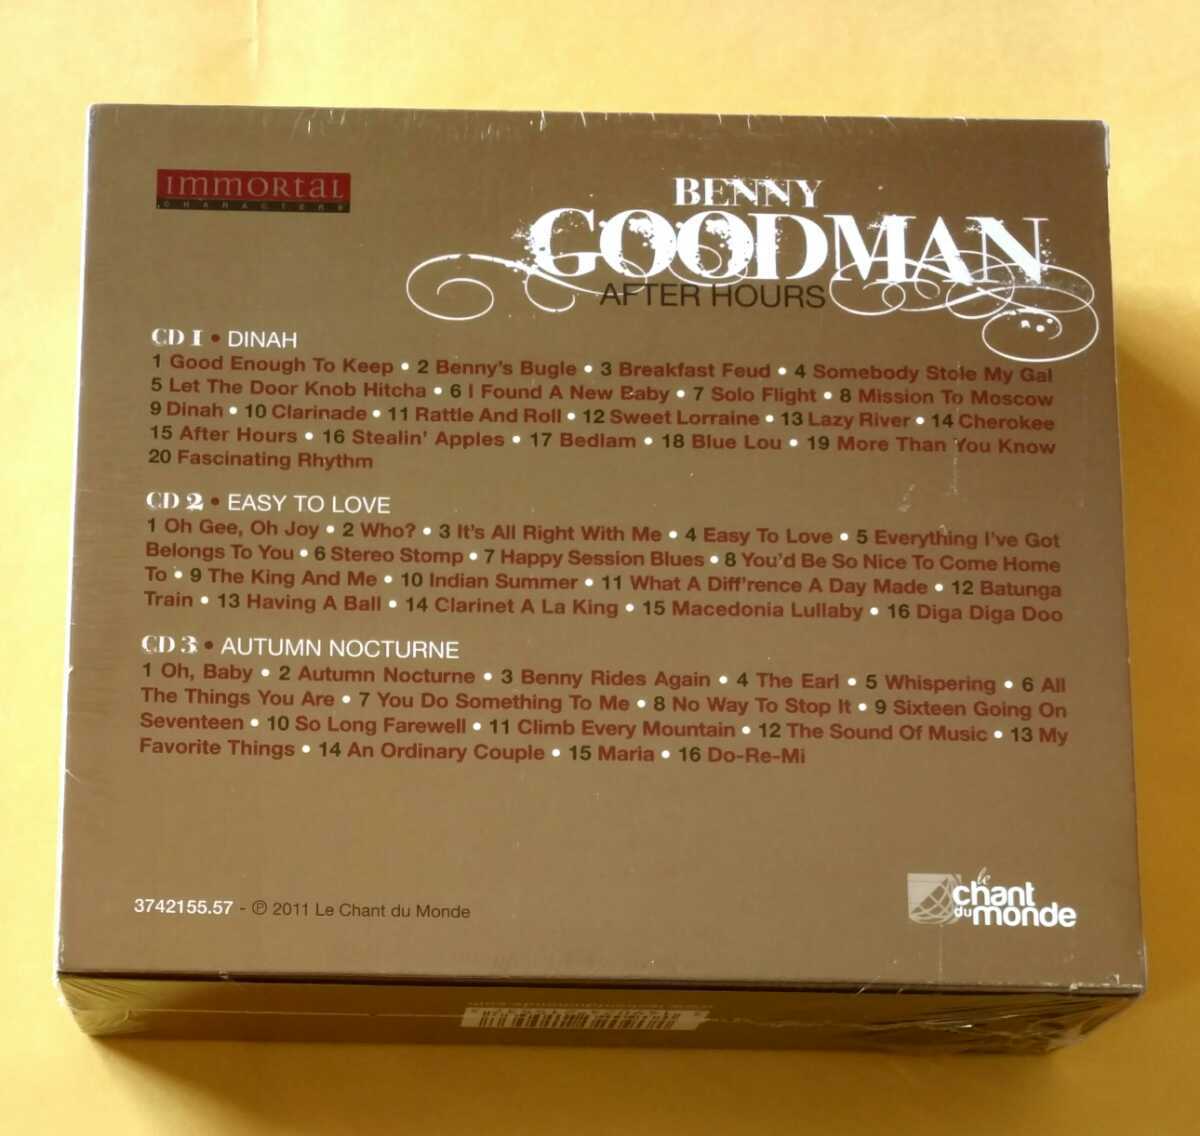 IMMORTAL
CHARACTERS
BENNY
GOODMAN
AFTER HOURS
CD 1 • DINAH
1 Good Enough To Keep • 2 Benny's Bugle • 3 Breakfast Feud • 4 Somebody Stole My Gal
5 Let The Door Knob Hitcha • 6 I Found A New Baby • 7 Solo Flight • 8 Mission To Moscow
9 Dinah • 10 Clarinade • 11 Rattle And Roll • 12 Sweet Lorraine • 13 Lazy River • 14 Cherokee
15 After Hours • 16 Stealin' Apples • 17 Bedlam • 18 Blue Lou • 19 More Than You Know
20 Fascinating Rhythm
CD 2 • EASY TO LOVE
1 Oh Gee, Oh Joy • 2 Who? • 3 It's All Right With Me • 4 Easy To Love • 5 Everything I've Got
Belongs To You • 6 Stereo Stomp • 7 Happy Session Blues • 8 You'd Be So Nice To Come Home
To • 9 The King And Me • 10 Indian Summer • 11 What A Diff'rence A Day Made • 12 Batunga
Train • 13 Having A Ball • 14 Clarinet A La King • 15 Macedonia Lullaby • 16 Diga Diga Doo
CD 3 • AUTUMN NOCTURNE
1 Oh, Baby • 2 Autumn Nocturne • 3 Benny Rides Again • 4 The Earl • 5 Whispering • 6 All
The Things You Are • 7 You Do Something To Me • 8 No Way To Stop It • 9 Sixteen Going On
Seventeen • 10 So Long Farewell • 11 Climb Every Mountain • 12 The Sound Of Music • 13 My
Favorite Things • 14 An Ordinary Couple • 15 Maria • 16 Do-Re-Mi
3742155.57 - ℗ 2011 Le Chant du Monde
le
chant
du monde